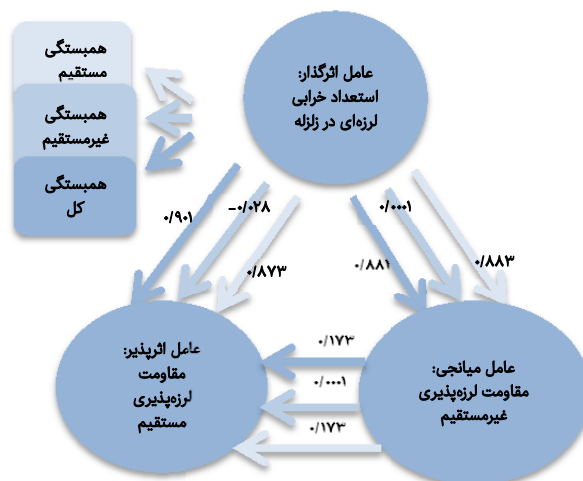 همبستگی
مستقیم
همبستگی
غیرمستقیم
همبستگی
کل
عامل اثرگذار:
استعداد خرابی
لرزه‌ای در زلزله
۰/۹۰۱
-۰/۰۲۸
۰/۸۷۳
۰/۰۰۰۱
۰/۸۸۳
عامل اثرپذیر:
مقاومت
لرزه‌پذیری
مستقیم
۰/۱۷۳
۰/۰۰۰۱
۰/۱۷۳
عامل میانجی:
مقاومت لرزه‌پذیری
غیرمستقیم